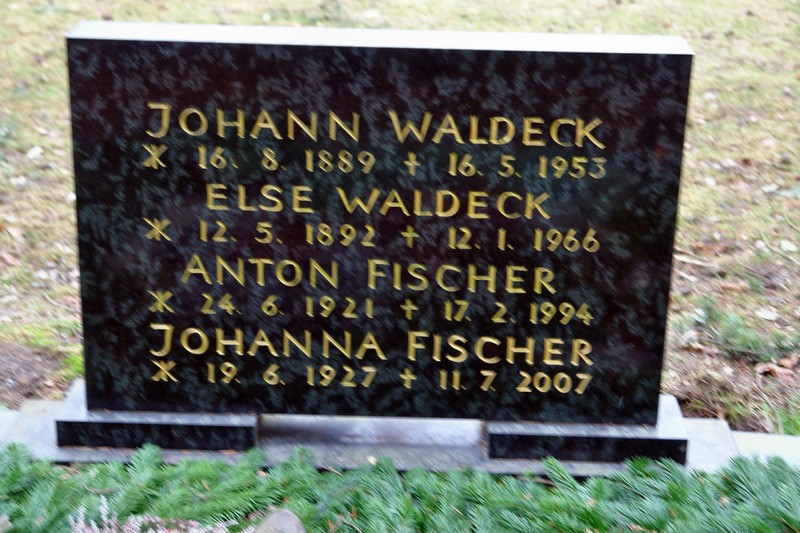 JOHANN WALDECK
* 16. 8. 1889 † 16. 5. 1953
ELSE WALDECK
* 12. 5. 1892 † 12. 1. 1966
ANTON FISCHER
* 24. 6. 1921 † 17. 2. 1994
JOHANNA FISCHER
* 19. 6. 1927 † 11. 7. 2007